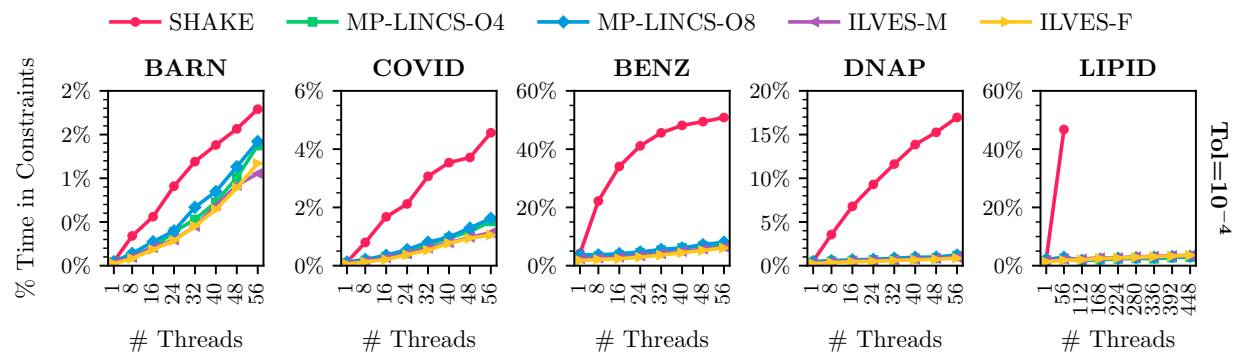 SHAKE MP-LINCS-O4 MP-LINCS-O8 ILVES-M ILVES-F
BARN COVID BENZ DNAP LIPID
% Time in Constraints
2% 2% 1% 0% 0%
1 8 16 24 32 40 48 56
# Threads
6% 4% 2% 0%
1 8 16 24 32 40 48 56
# Threads
60% 40% 20% 0%
1 8 16 24 32 40 48 56
# Threads
20% 15% 10% 5% 0%
1 8 16 24 32 40 48 56
# Threads
60% 40% 20% 0%
1 56 112 168 224 280 336 392 448
# Threads
Tol=10⁻⁴